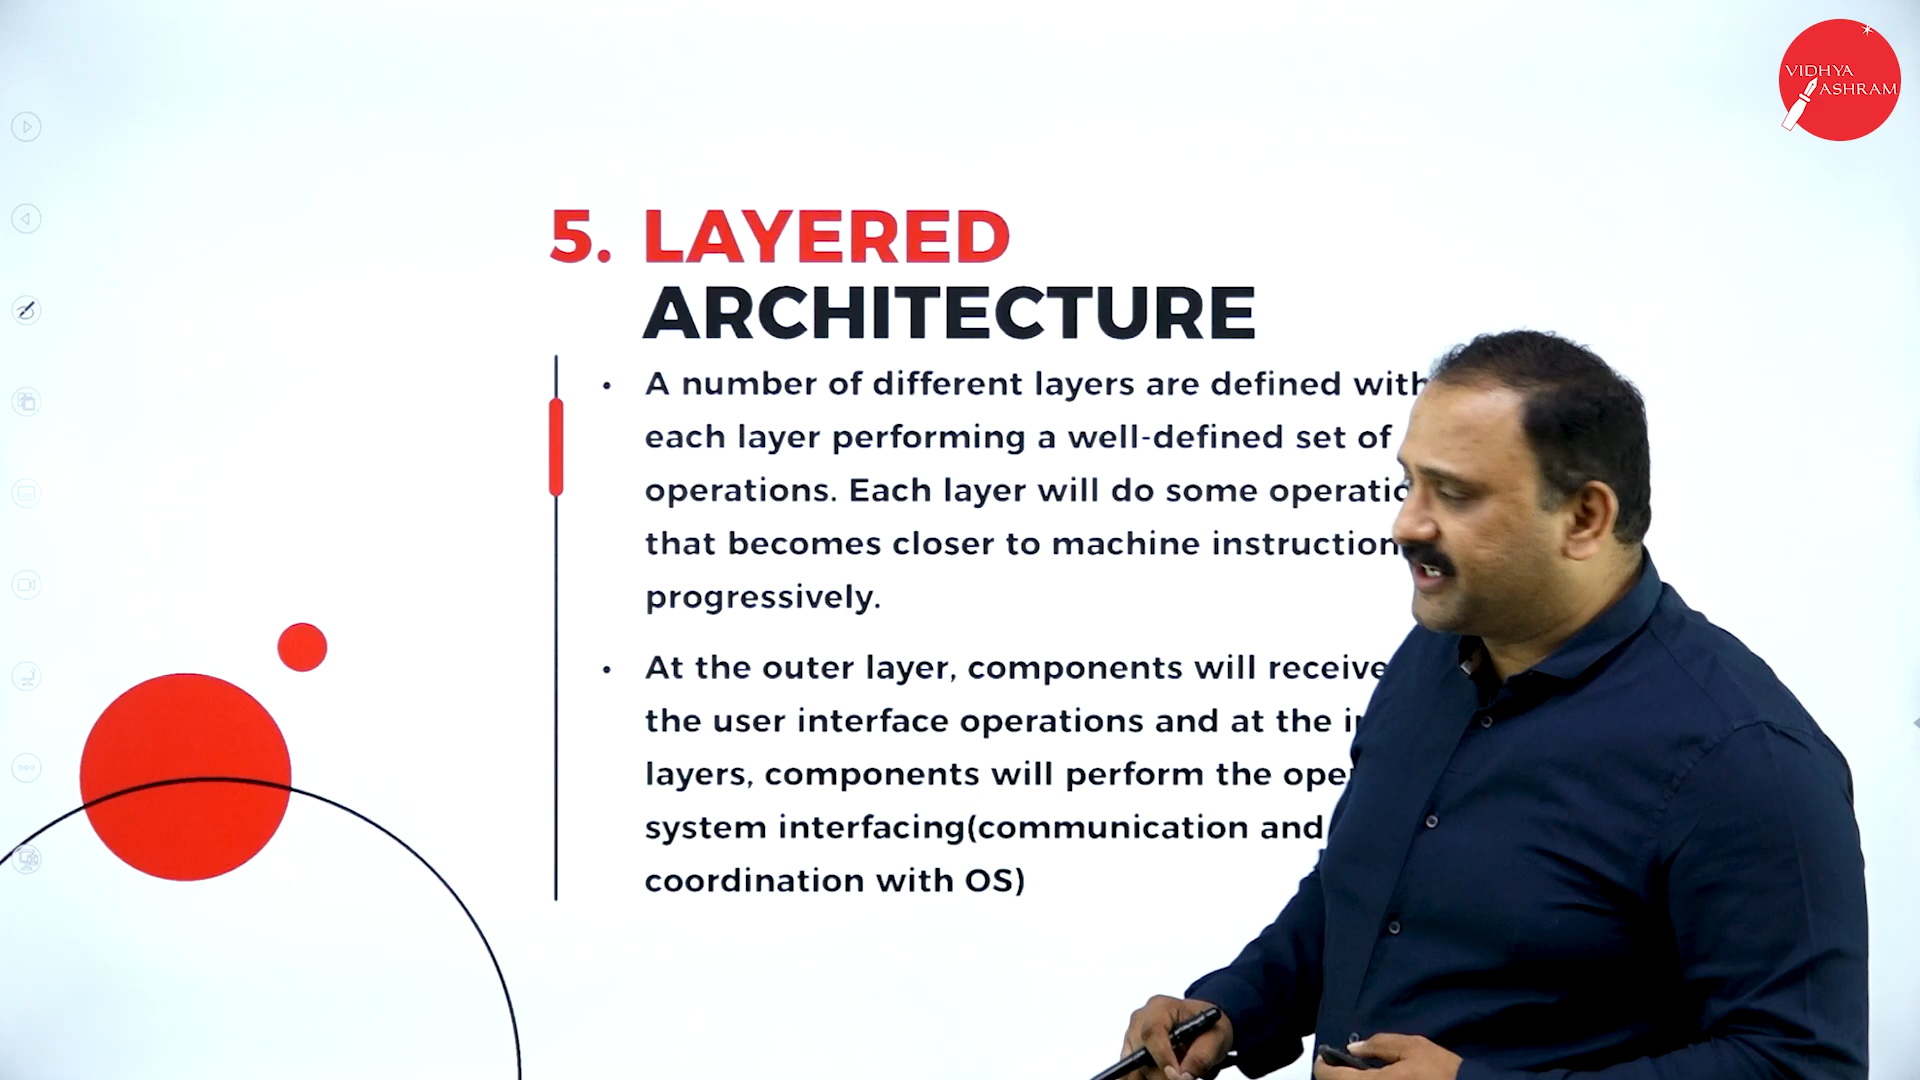 VIDHYA
ASHRAM
5. LAYERED
ARCHITECTURE
• A number of different layers are defined with
each layer performing a well-defined set of
operations. Each layer will do some
that becomes closer to machine
progressively.
• At the outer layer, components will receive
the user interface operations and at the
layers, components will perform the
system interfacing(communication and
coordination with OS)